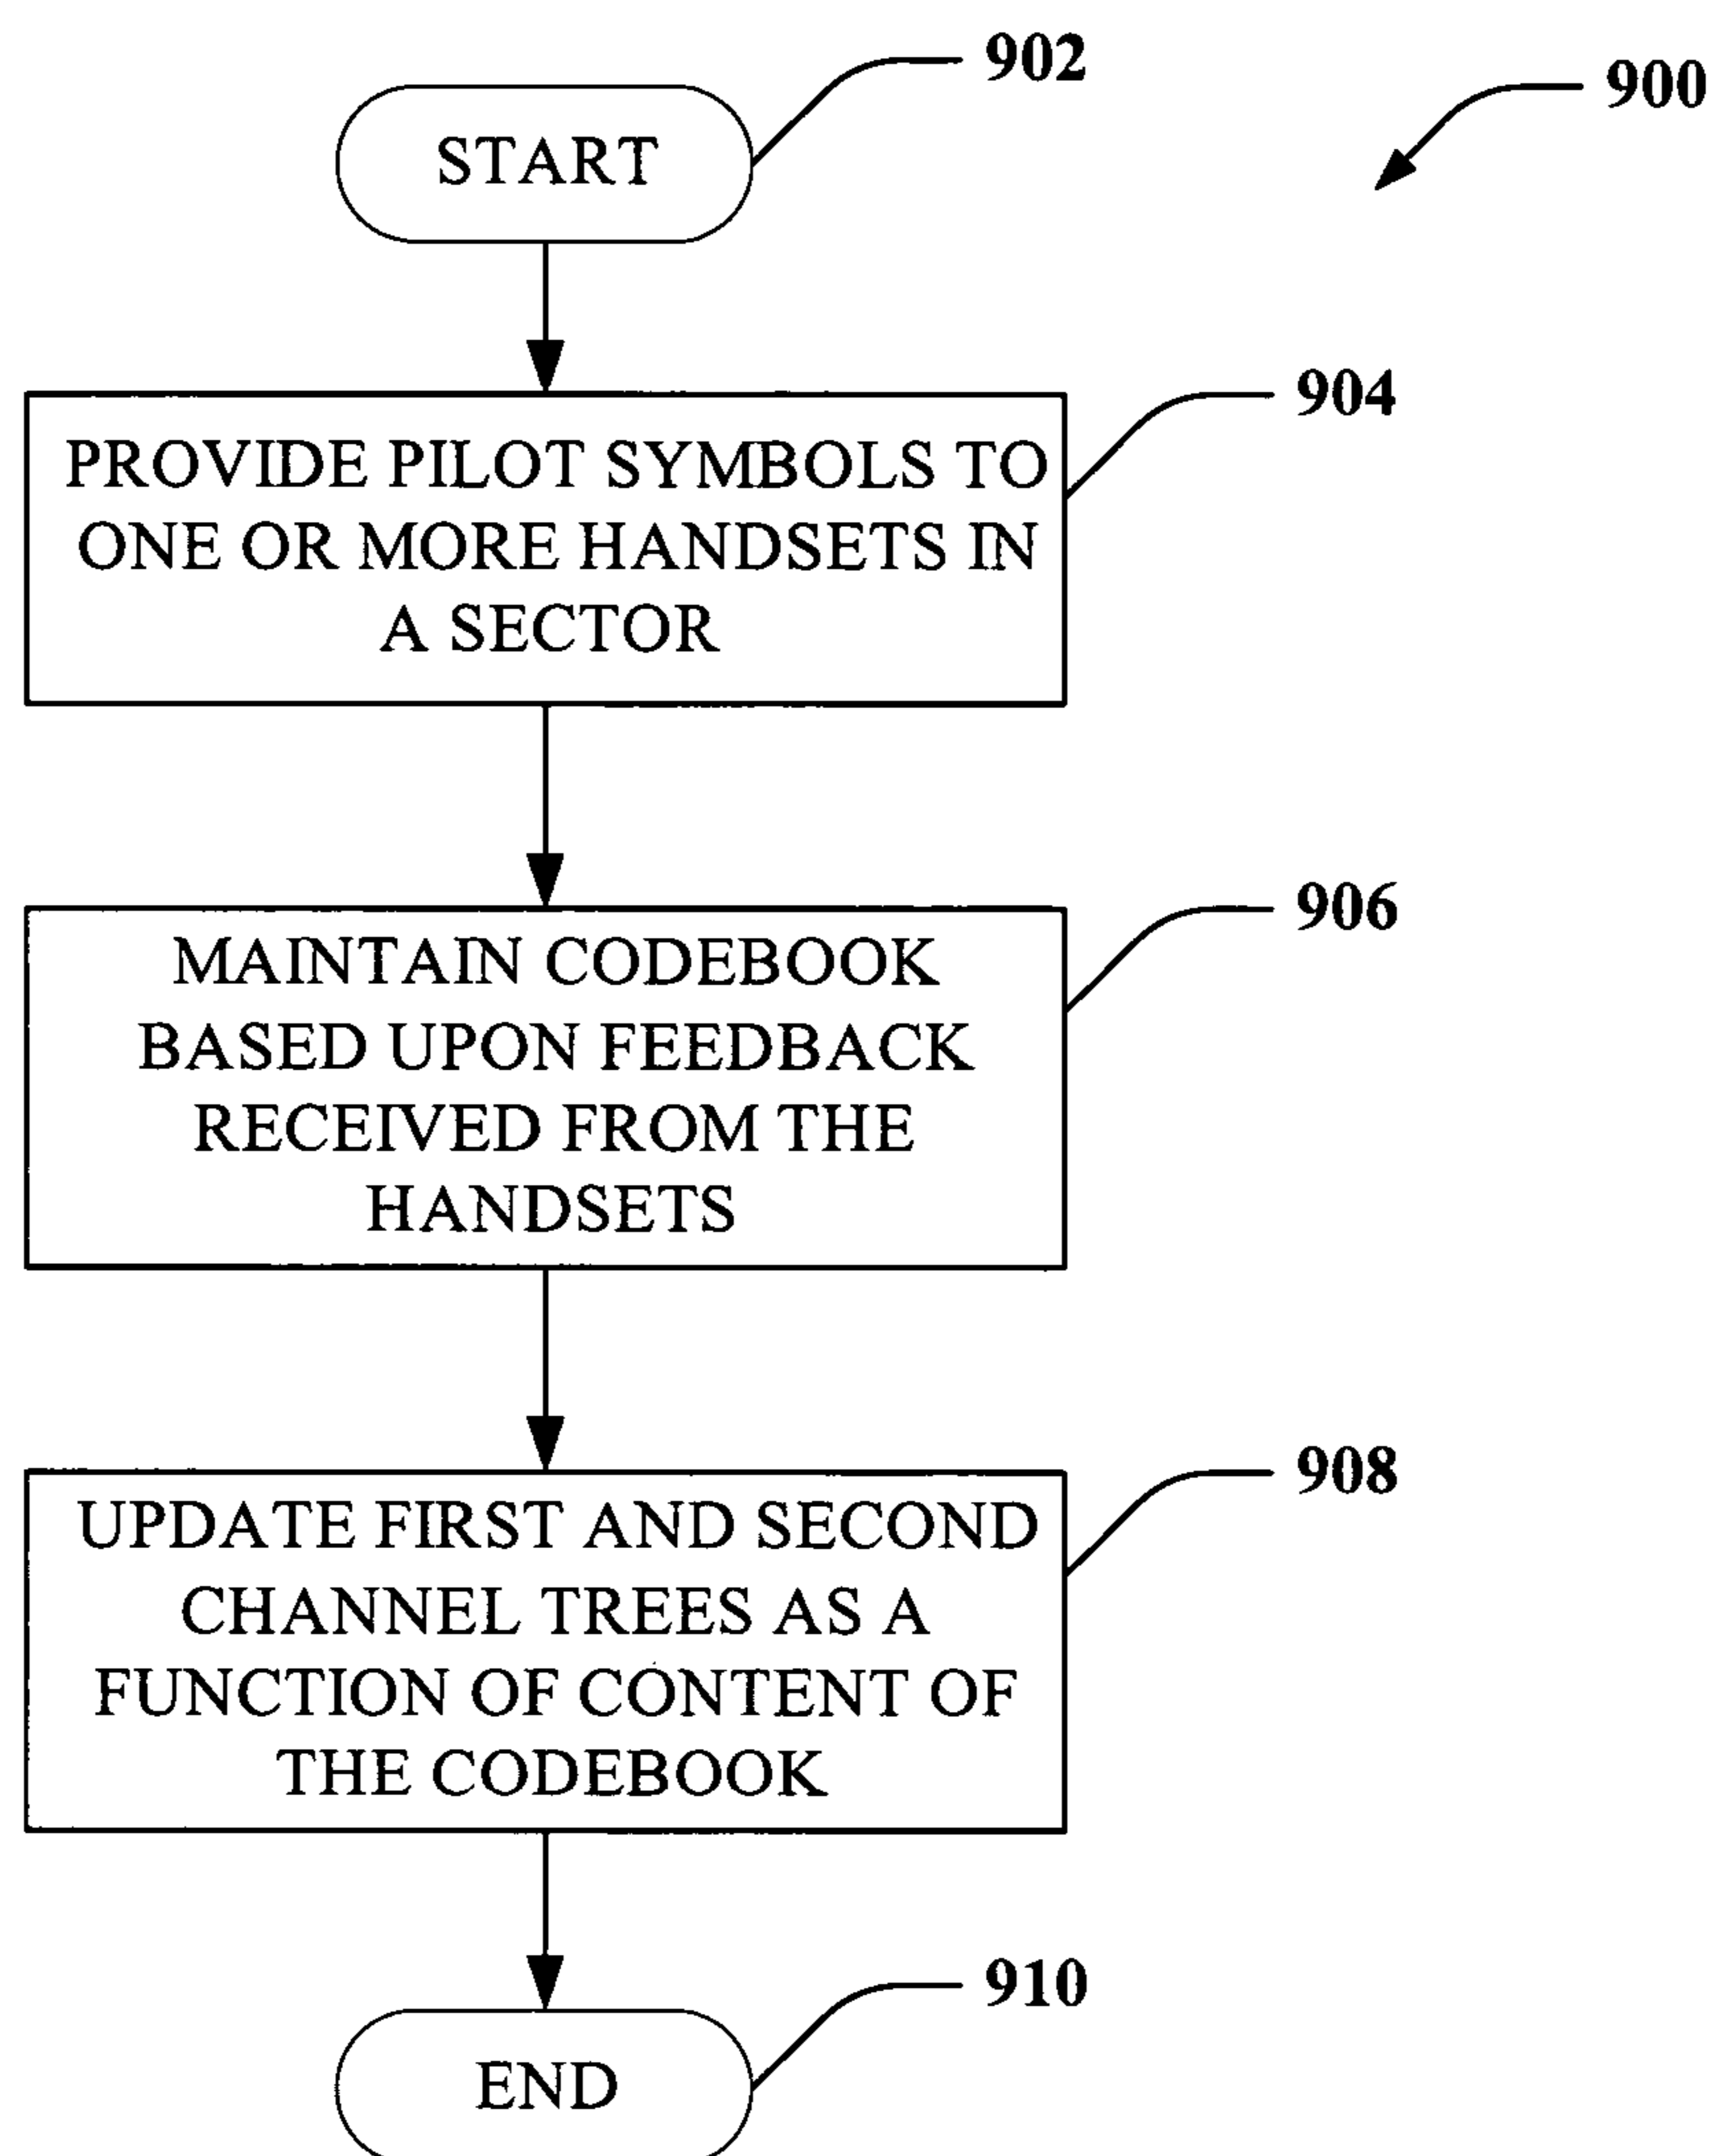 902
900
START
904
PROVIDE PILOT SYMBOLS TO
ONE OR MORE HANDSETS IN
A SECTOR
906
MAINTAIN CODEBOOK
BASED UPON FEEDBACK
RECEIVED FROM THE
HANDSETS
908
UPDATE FIRST AND SECOND
CHANNEL TREES AS A
FUNCTION OF CONTENT OF
THE CODEBOOK
910
END